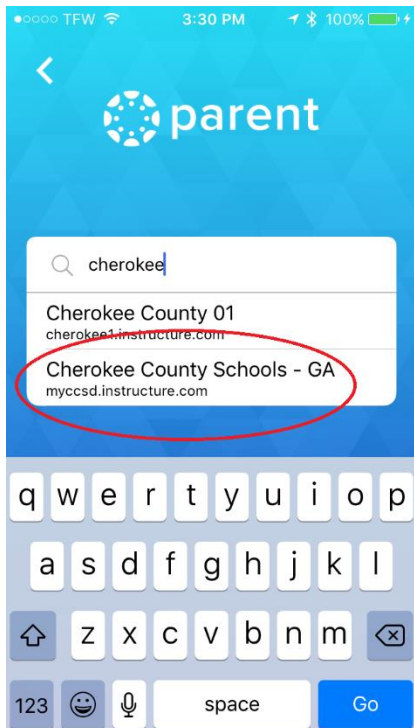 TFW 3:30 PM 100%
parent
cherokee
Cherokee County 01
cherokee1.instructure.com
Cherokee County Schools - GA
myccsd.instructure.com
q w e r t y u i o p
a s d f g h j k l
z x c v b n m
123 space Go